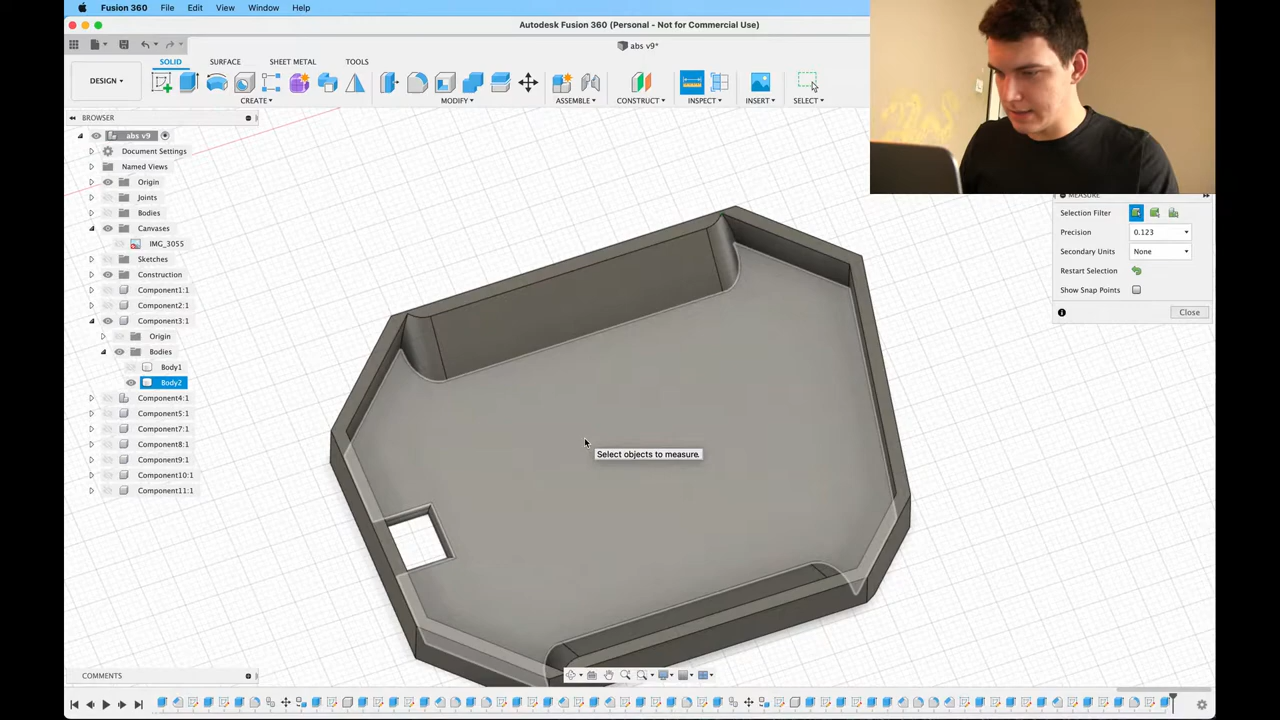 Fusion 360 File Edit View Window Help
Autodesk Fusion 360 (Personal - Not for Commercial Use)
abs v9*
SOLID SURFACE SHEET METAL TOOLS
DESIGN
CREATE MODIFY ASSEMBLE CONSTRUCT INSPECT INSERT SELECT
BROWSER
abs v9
Document Settings
Named Views
Origin
Joints
Bodies
Canvases
IMG_3055
Sketches
Construction
Component1:1
Component2:1
Component3:1
Origin
Bodies
Body1
Body2
Component4:1
Component5:1
Component7:1
Component8:1
Component9:1
Component10:1
Component11:1
MEASURE
Selection Filter
Precision 0.123
Secondary Units None
Restart Selection
Show Snap Points
Close
Select objects to measure.
COMMENTS